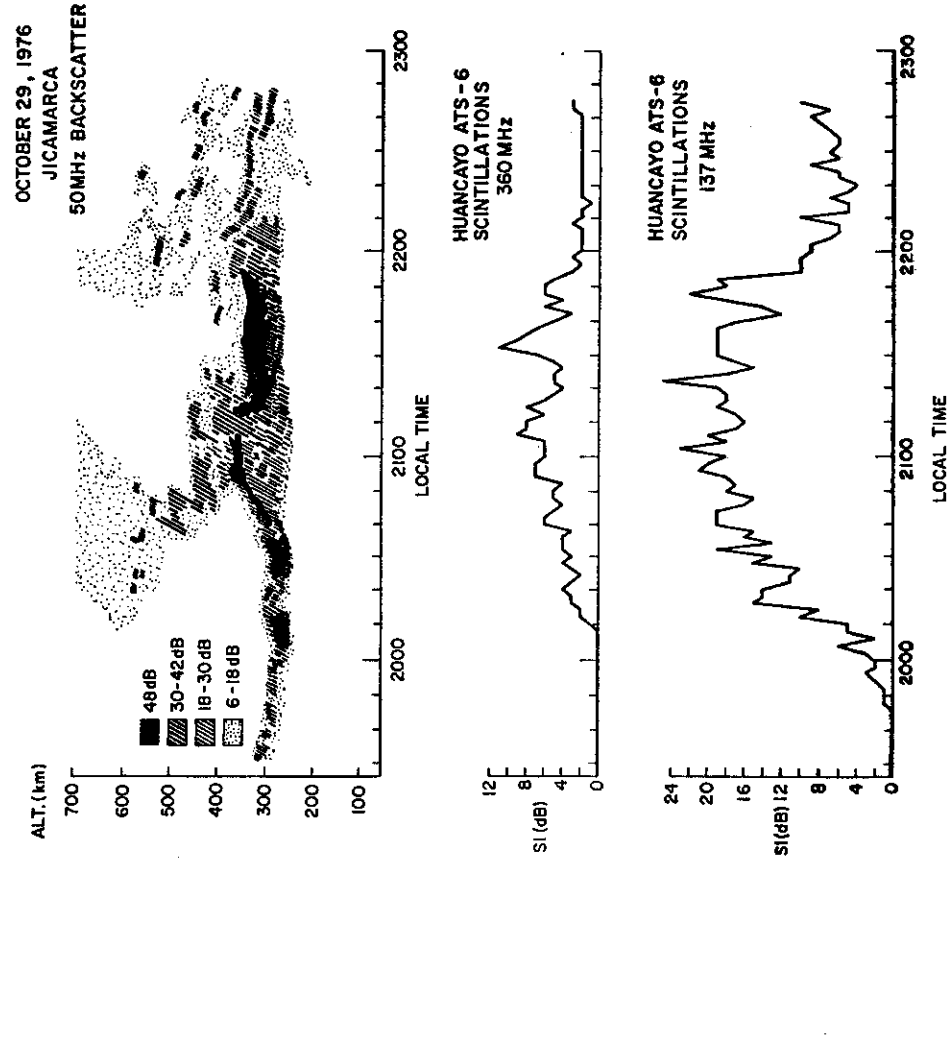 OCTOBER 29, 1976
JICAMARCA
50MHz BACKSCATTER
ALT. (km)
700
600
500
400
300
200
100
48dB
30-42dB
18-30dB
6-18dB
2000
2100
2200
2300
LOCAL TIME
HUANCAYO ATS-6
SCINTILLATIONS
360 MHz
SI (dB)
12
8
4
0
HUANCAYO ATS-6
SCINTILLATIONS
137 MHz
SI(dB)
24
20
16
12
8
4
0
2000
2100
2200
2300
LOCAL TIME